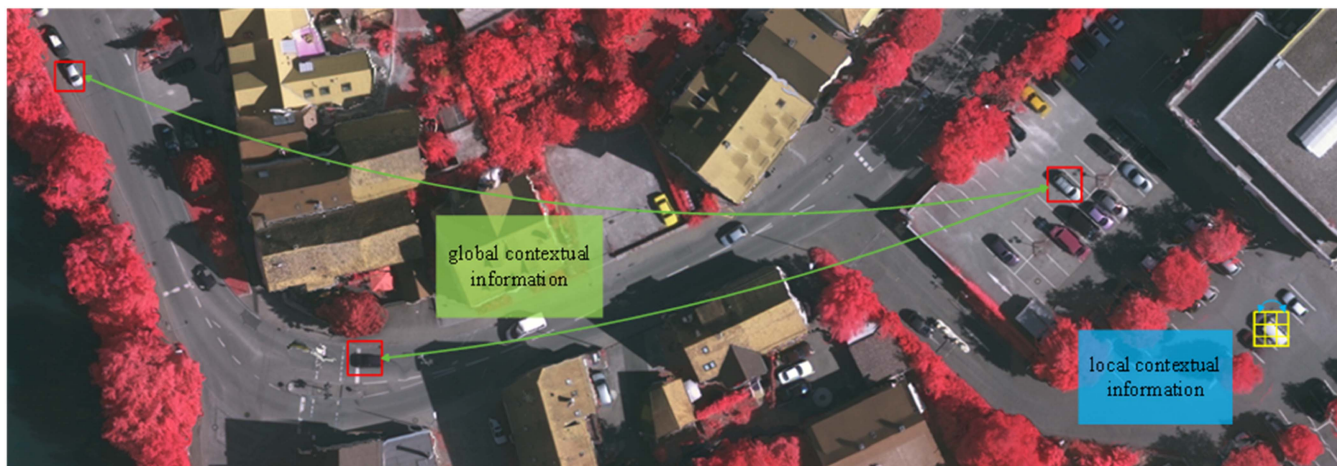 global contextual
information
local contextual
information